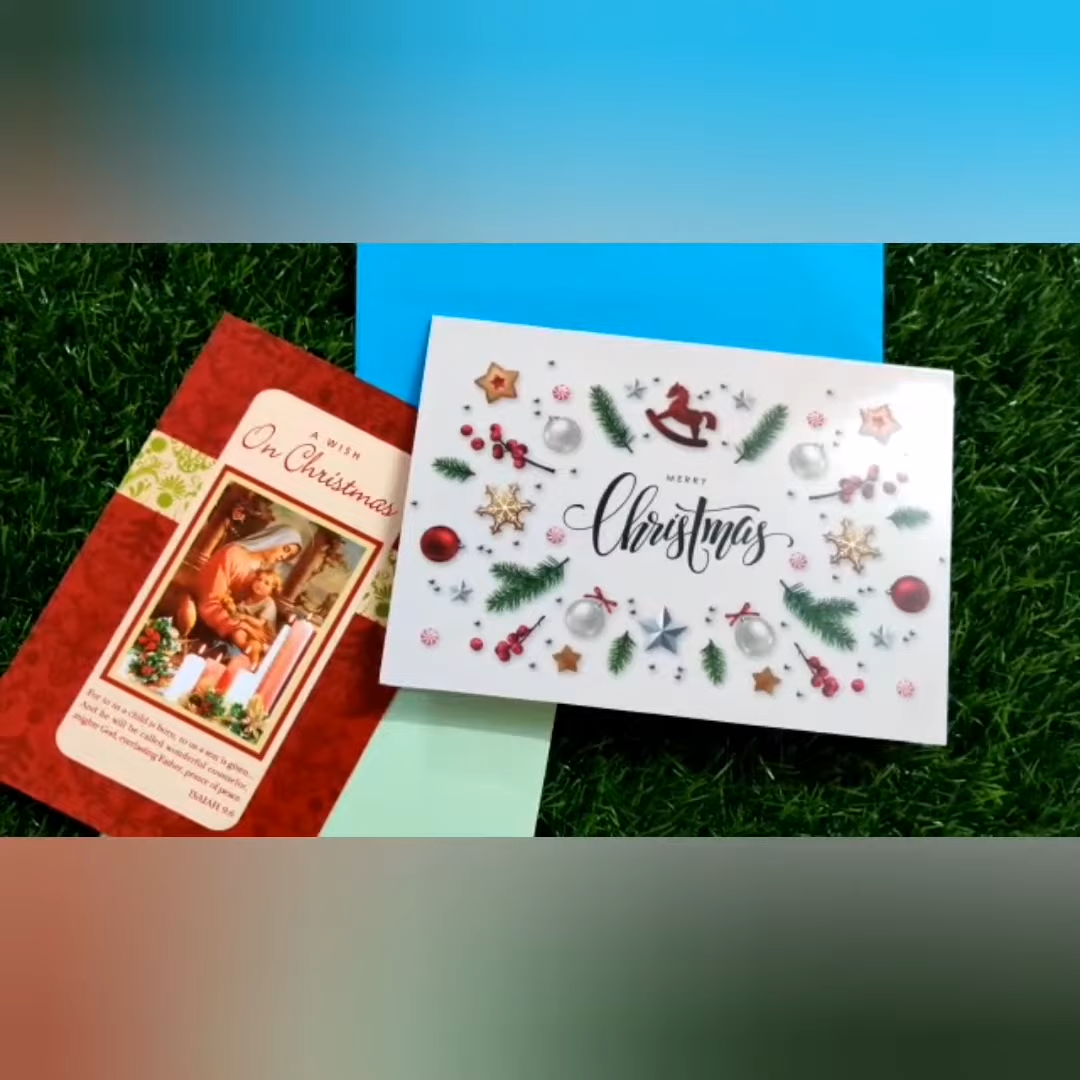 A WISH
On Christmas
For to us a child is born, to us a son is given...
And he will be called wonderful counselor,
mighty God, everlasting Father, prince of peace.
ISAIAH 9:6
MERRY
Christmas